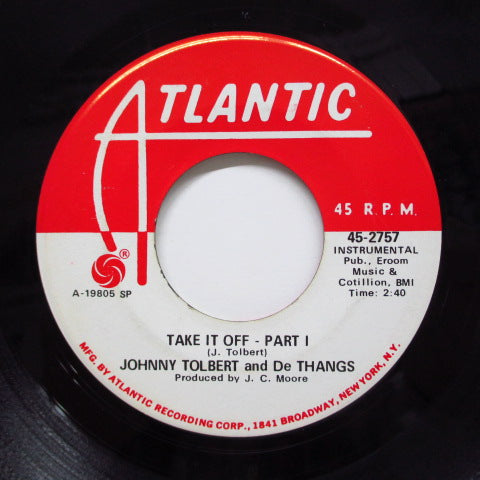 ATLANTIC
45 R.P.M.
45-2757
INSTRUMENTAL
Pub., Eroom
Music &
Cotillion, BMI
Time: 2:40
®
A-19805 SP
TAKE IT OFF - PART I
(J. Tolbert)
JOHNNY TOLBERT and De THANGS
Produced by J. C. Moore
MFG. BY ATLANTIC RECORDING CORP., 1841 BROADWAY, NEW YORK, N.Y.